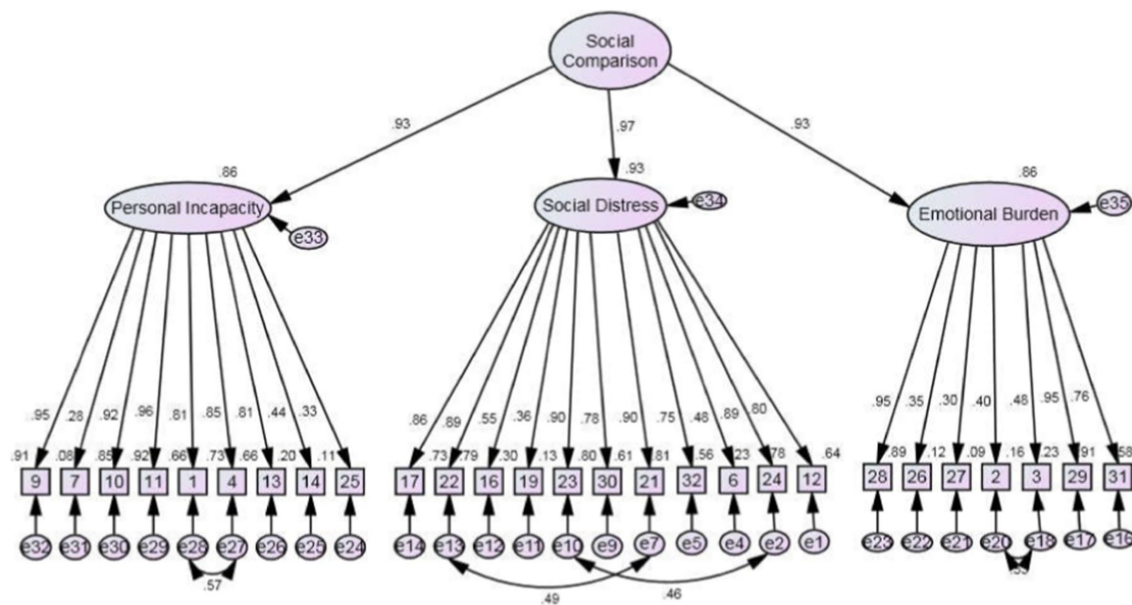 Social
Comparison
.93
.97
.93
.86
.93
.86
Personal Incapacity
Social Distress
Emotional Burden
e33
e34
e35
.95 .28 .92 .96 .81 .85 .81 .44 .33
.86 .89 .55 .36 .90 .78 .90 .75 .48 .89 .80
.95 .35 .30 .40 .48 .95 .76
.91 .08 .85 .92 .66 .73 .66 .20 .11
.73 .79 .30 .13 .80 .61 .81 .56 .23 .78 .64
.89 .12 .09 .16 .23 .91 .58
9 7 10 11 1 4 13 14 25
17 22 16 19 23 30 21 32 6 24 12
28 26 27 2 3 29 31
e32 e31 e30 e29 e28 e27 e26 e25 e24
e14 e13 e12 e11 e10 e9 e7 e5 e4 e2 e1
e23 e22 e21 e20 e18 e17 e16
.57
.49
.46